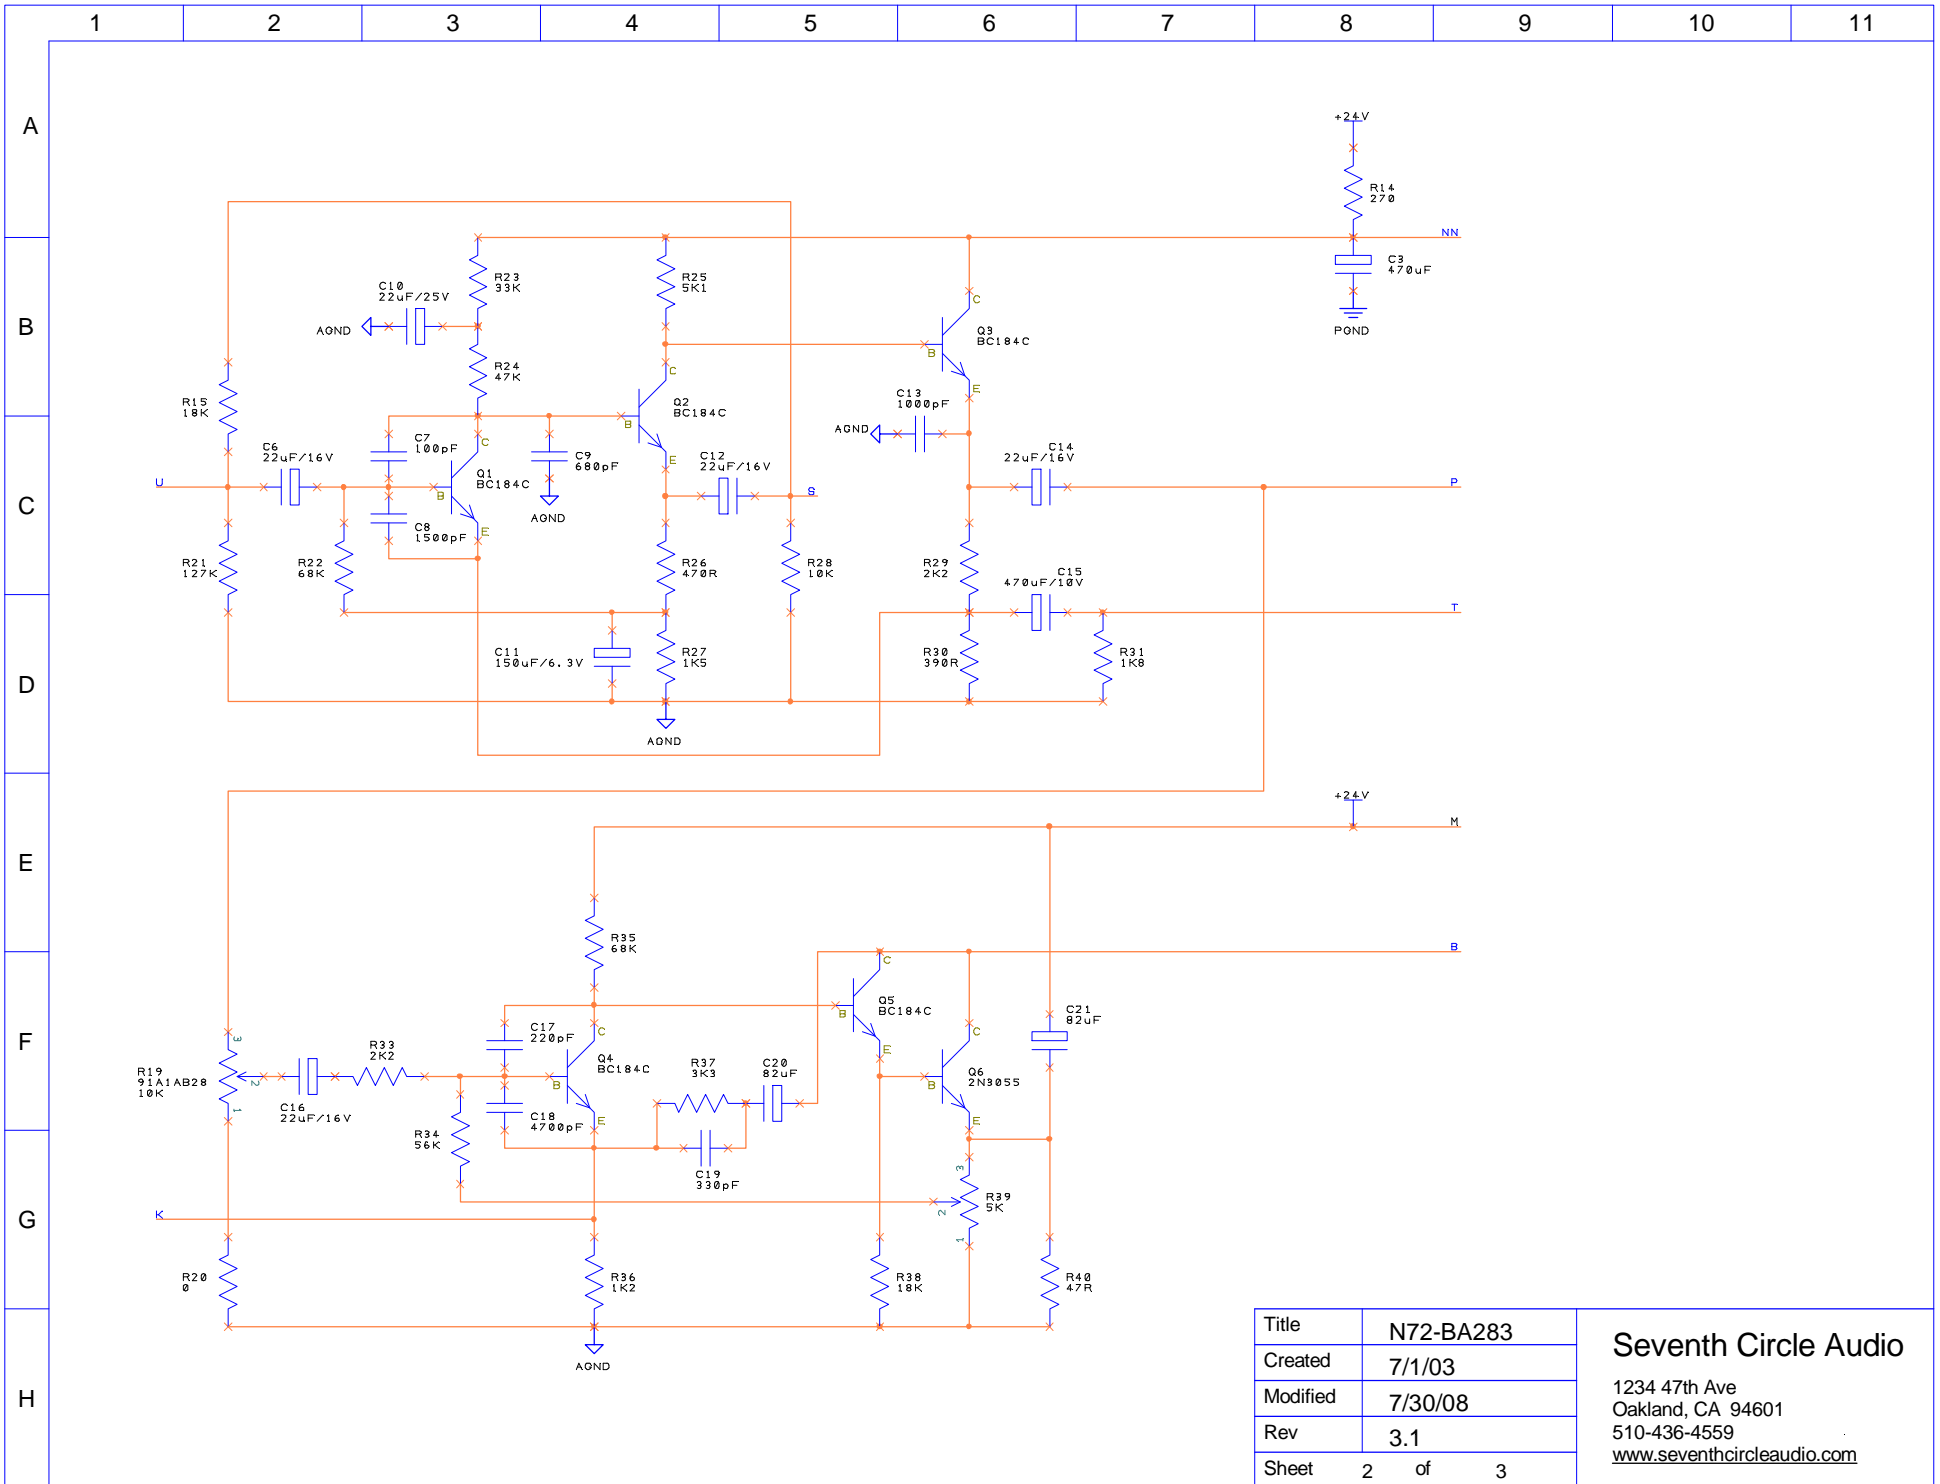 1 2 3 4 5 6 7 8 9 10 11
A
+24V
R14
270
NN
B
C3
470uF
PGND
R23
33K
R25
5K1
C10
22uF/25V
AGND
C
Q3
BC184C
B
E
R24
47K
R15
18K
C
Q2
BC184C
B
E
C13
1000pF
AGND
C
C6
22uF/16V
C7
100pF
C
Q1
BC184C
B
E
C9
680pF
AGND
C12
22uF/16V
C14
22uF/16V
U
S
P
C8
1500pF
R21
127K
R22
68K
R26
470R
R28
10K
R29
2K2
C15
470uF/10V
T
D
C11
150uF/6.3V
R27
1K5
R30
390R
R31
1K8
AGND
+24V
M
E
R35
68K
B
F
C
Q5
BC184C
B
E
C21
82uF
C17
220pF
C
Q4
BC184C
B
E
R33
2K2
R37
3K3
C20
82uF
C
Q6
2N3055
B
E
3
R19
91A1AB28
10K
2
1
C16
22uF/16V
C18
4700pF
R34
56K
C19
330pF
3
R39
5K
2
1
G
K
R20
0
R36
1K2
R38
18K
R40
47R
AGND
H
Title N72-BA283
Created 7/1/03
Modified 7/30/08
Rev 3.1
Sheet 2 of 3
Seventh Circle Audio
1234 47th Ave
Oakland, CA 94601
510-436-4559
www.seventhcircleaudio.com